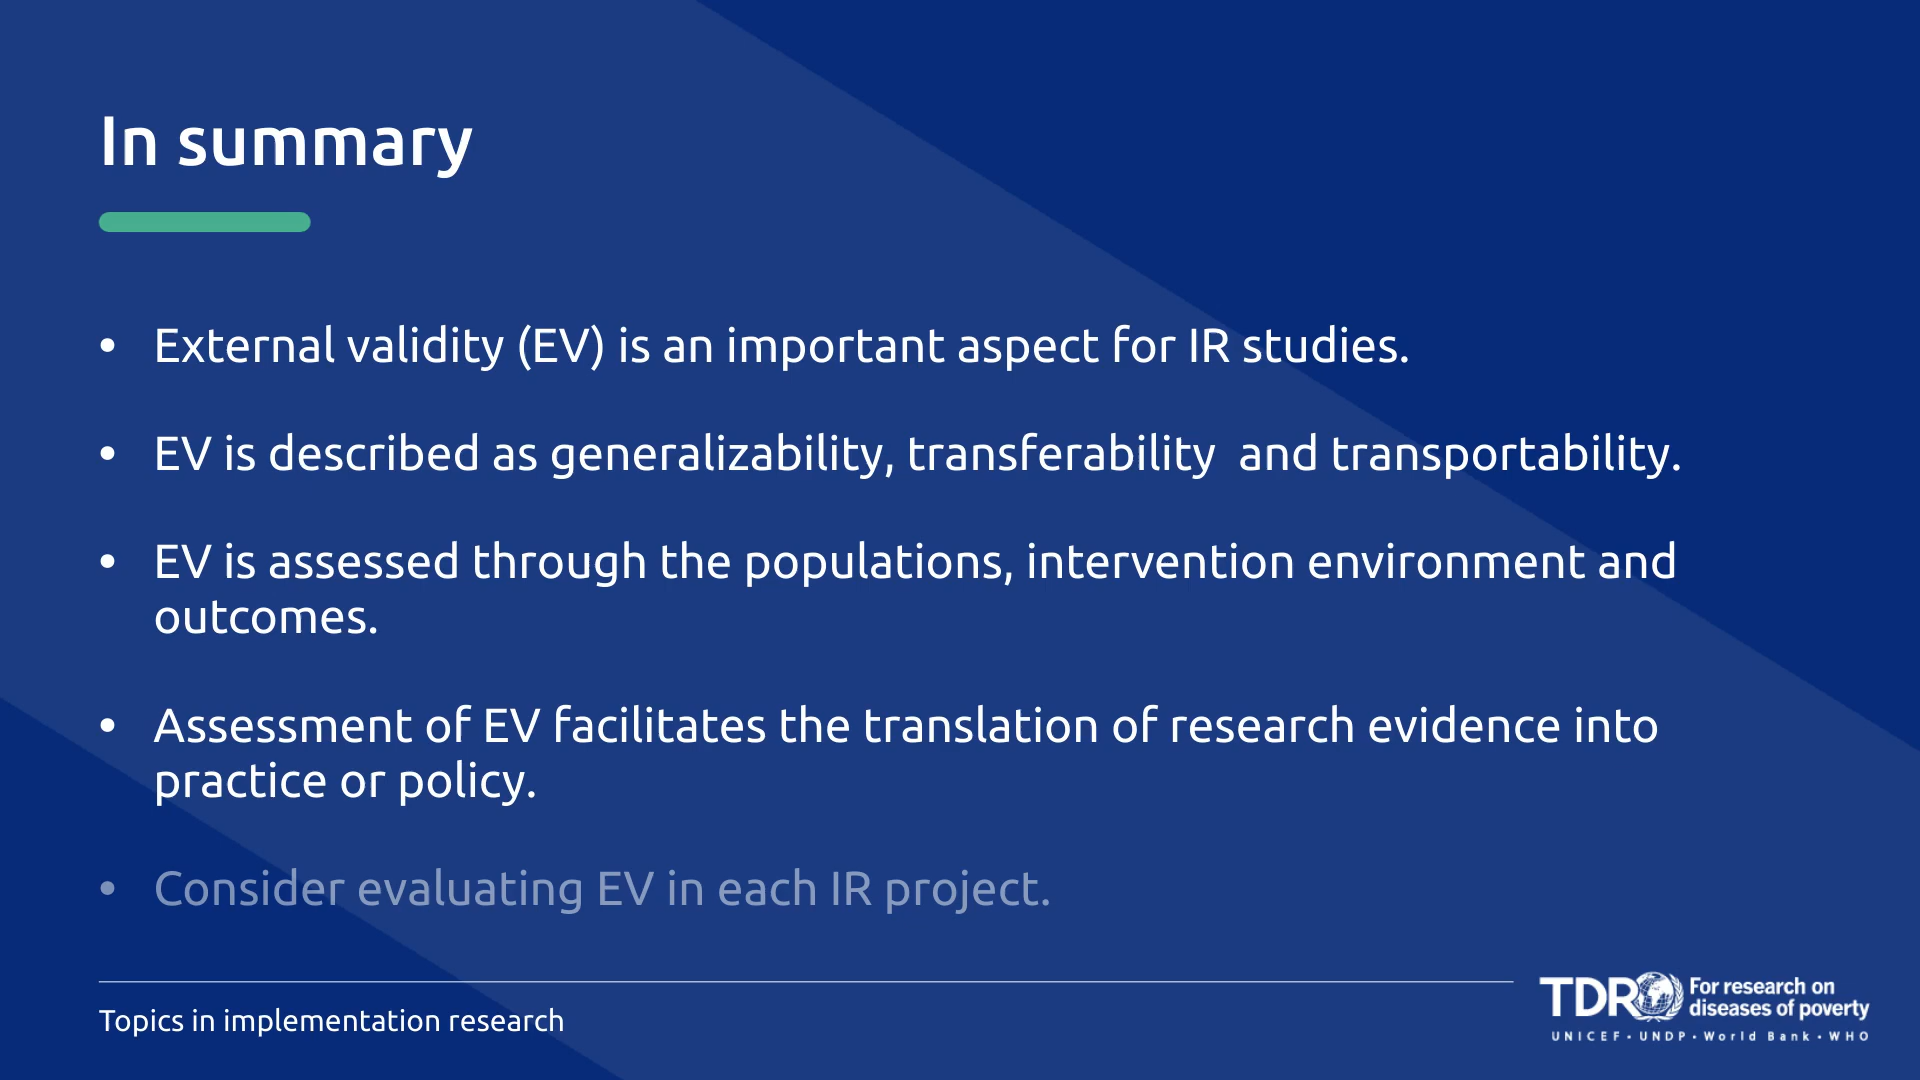 In summary
• External validity (EV) is an important aspect for IR studies.
• EV is described as generalizability, transferability  and transportability.
• EV is assessed through the populations, intervention environment and
outcomes.
• Assessment of EV facilitates the translation of research evidence into
practice or policy.
• Consider evaluating EV in each IR project.
Topics in implementation research
TDR For research on
diseases of poverty
UNICEF • UNDP • World Bank • WHO